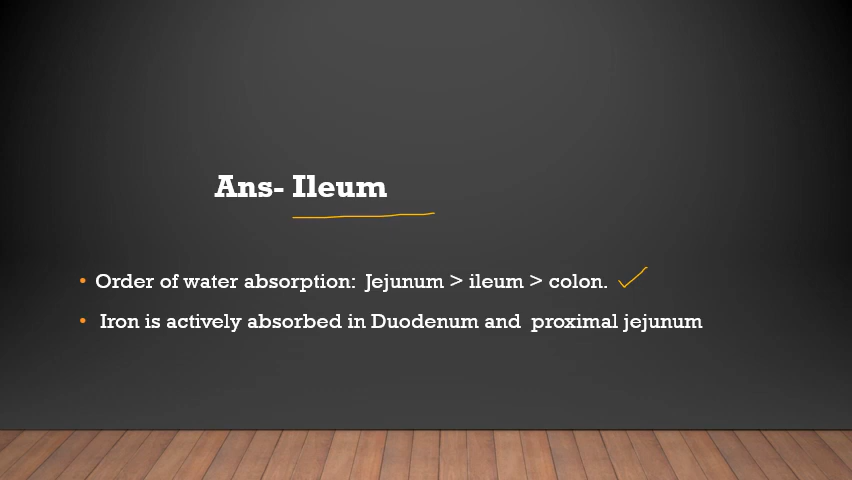 Ans- Ileum
• Order of water absorption: Jejunum > ileum > colon.
• Iron is actively absorbed in Duodenum and proximal jejunum